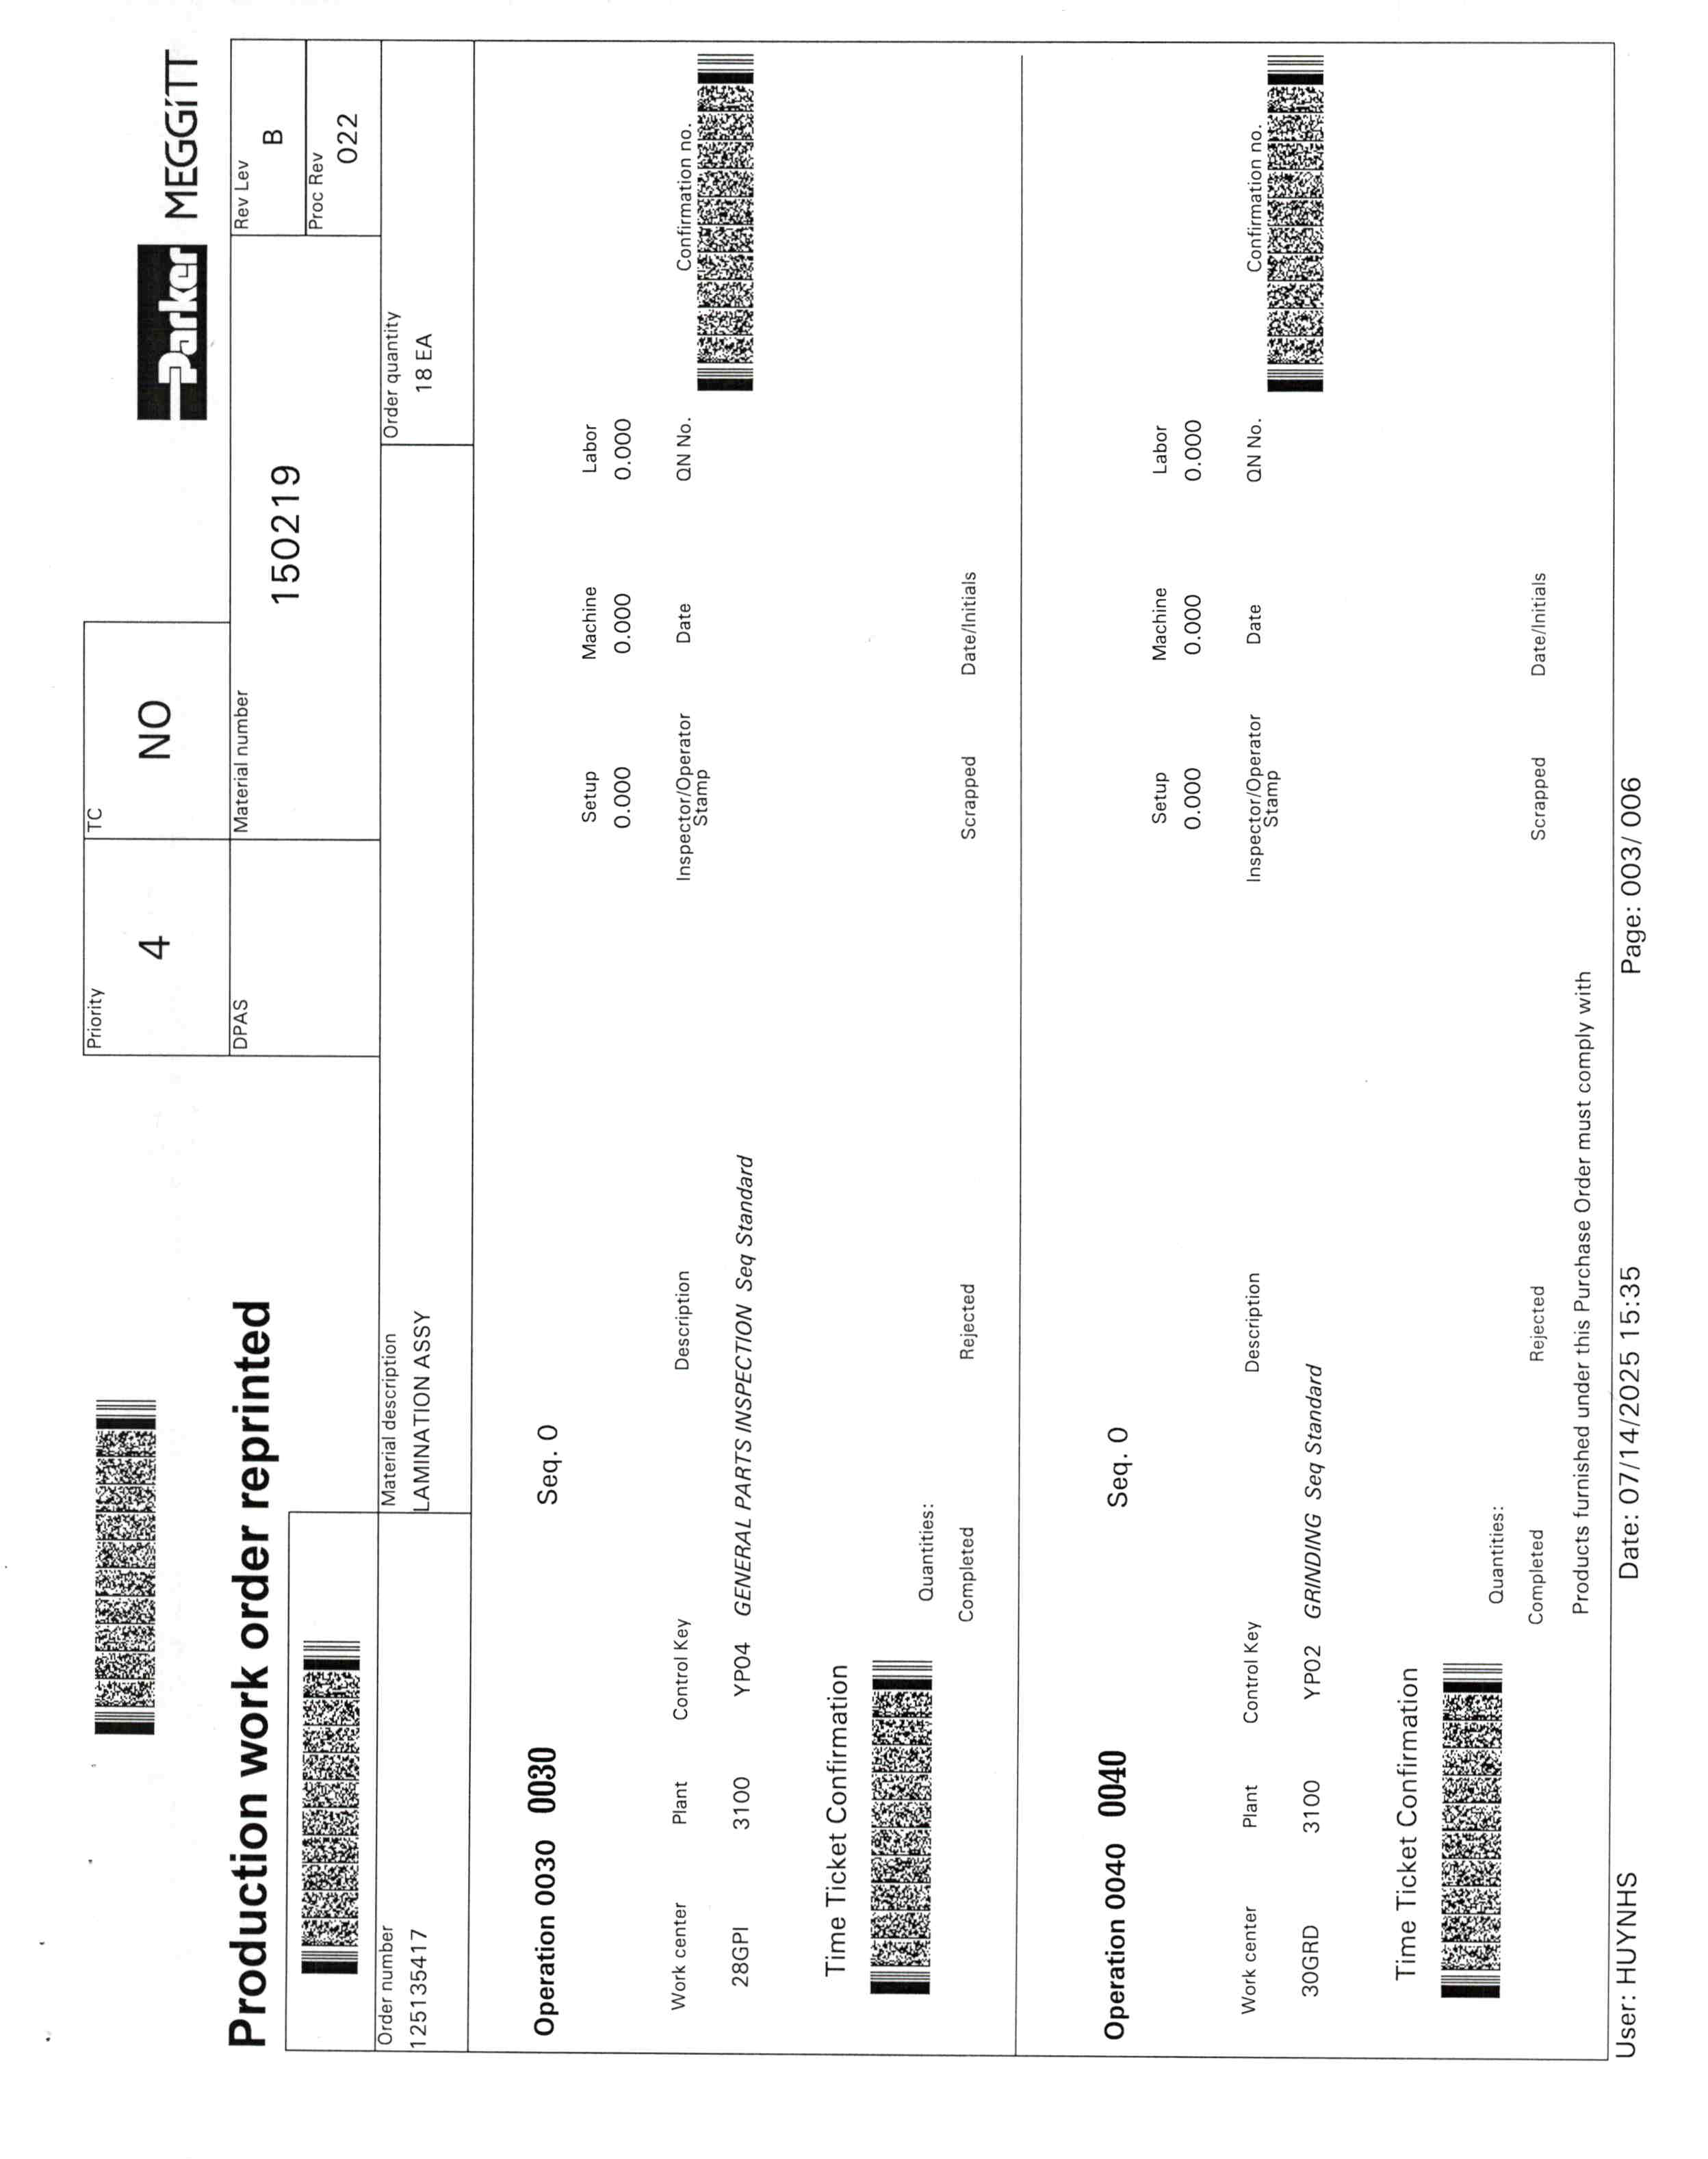 Parker MEGGiTT
Priority
4
TC
NO
Production work order reprinted
DPAS
Material number
150219
Rev Lev
B
Proc Rev
022
Order number
125135417
Material description
LAMINATION ASSY
Order quantity
18 EA
Operation 0030 0030 Seq. 0
Setup Machine Labor
0.000 0.000 0.000
Work center Plant Control Key Description Inspector/Operator Stamp Date QN No. Confirmation no.
28GPI 3100 YP04 GENERAL PARTS INSPECTION Seq Standard
Time Ticket Confirmation
Quantities:
Completed Rejected Scrapped Date/Initials
Operation 0040 0040 Seq. 0
Setup Machine Labor
0.000 0.000 0.000
Work center Plant Control Key Description Inspector/Operator Stamp Date QN No. Confirmation no.
30GRD 3100 YP02 GRINDING Seq Standard
Time Ticket Confirmation
Quantities:
Completed Rejected Scrapped Date/Initials
Products furnished under this Purchase Order must comply with
User: HUYNHS Date: 07/14/2025 15:35 Page: 003/ 006